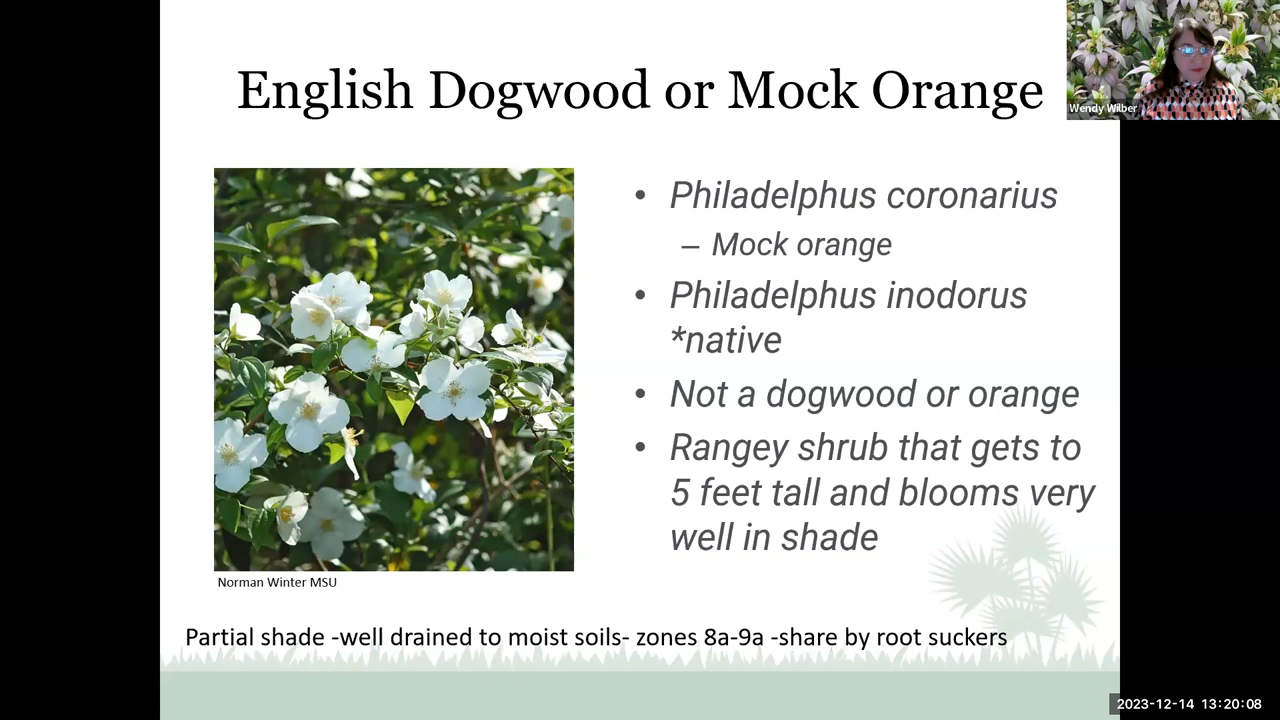 English Dogwood or Mock Orange
Wendy Wilber
• Philadelphus coronarius
– Mock orange
• Philadelphus inodorus
*native
• Not a dogwood or orange
• Rangey shrub that gets to
5 feet tall and blooms very
well in shade
Norman Winter MSU
Partial shade -well drained to moist soils- zones 8a-9a -share by root suckers
2023-12-14 13:20:08